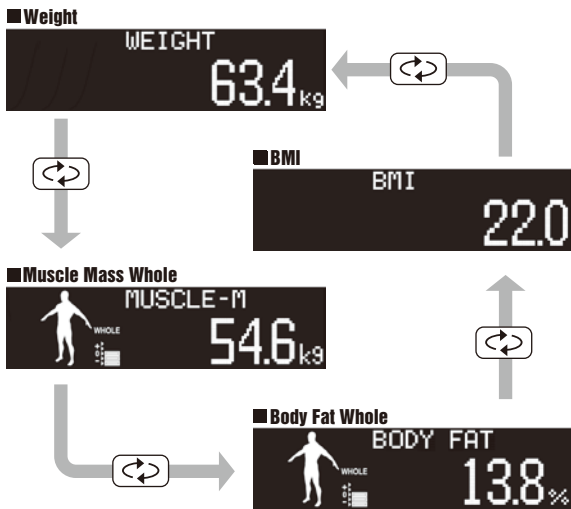 ■Weight
WEIGHT
63.4kg
■BMI
BMI
22.0
■Muscle Mass Whole
MUSCLE-M
WHOLE
54.6kg
■Body Fat Whole
BODY FAT
WHOLE
13.8%